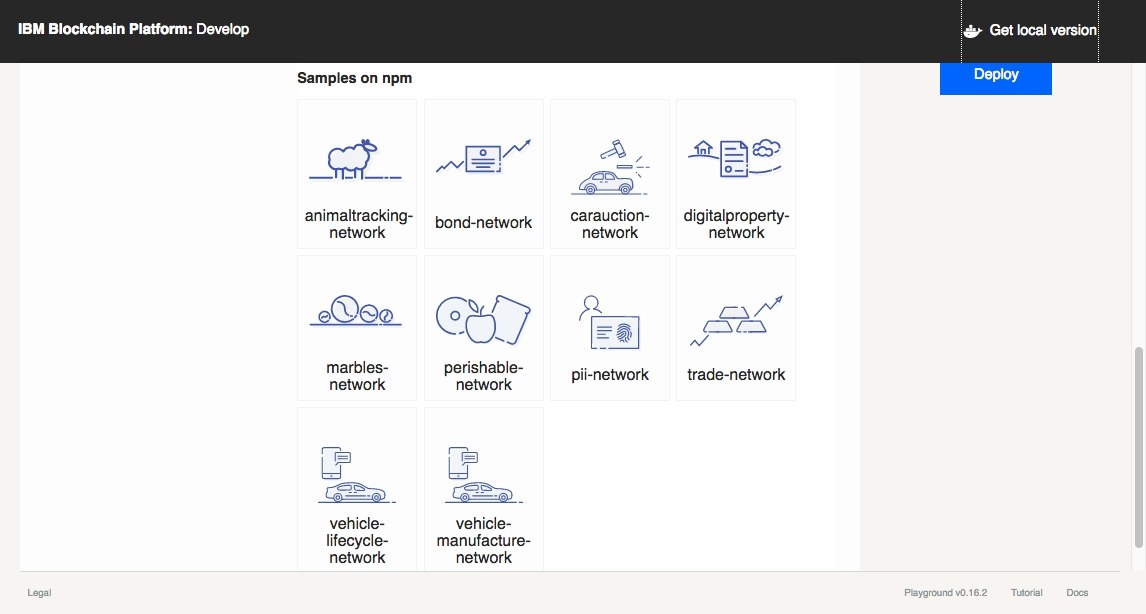 IBM Blockchain Platform: Develop
Get local version
Deploy
Samples on npm
animaltracking-
network
bond-network
carauction-
network
digitalproperty-
network
marbles-
network
perishable-
network
pii-network
trade-network
vehicle-
lifecycle-
network
vehicle-
manufacture-
network
Legal
Playground v0.16.2
Tutorial
Docs